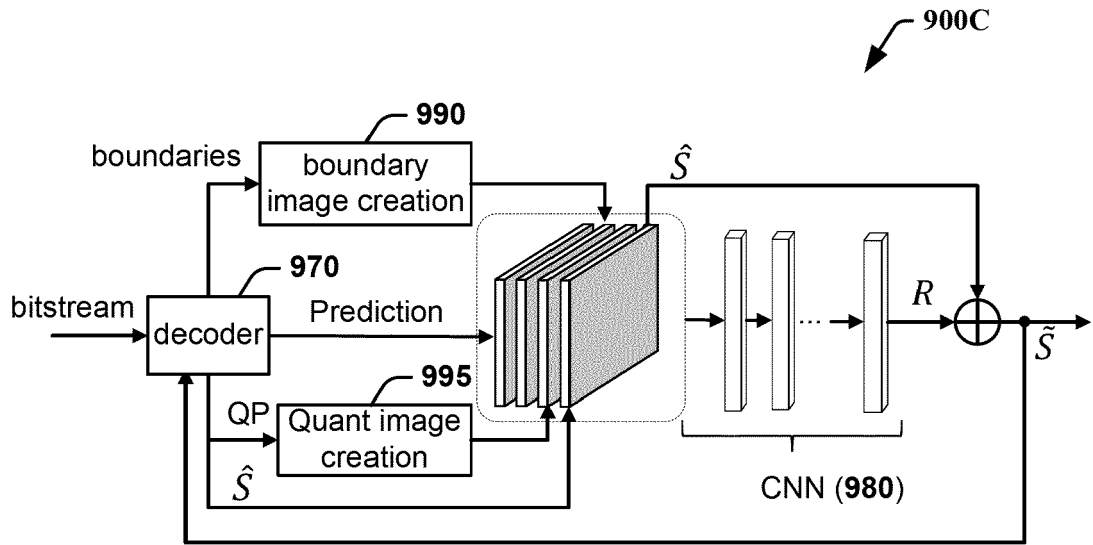 900C
990
boundaries
boundary
image creation
Ŝ
970
bitstream
decoder
Prediction
R
S̃
995
QP
Quant image
creation
Ŝ
...
CNN (980)